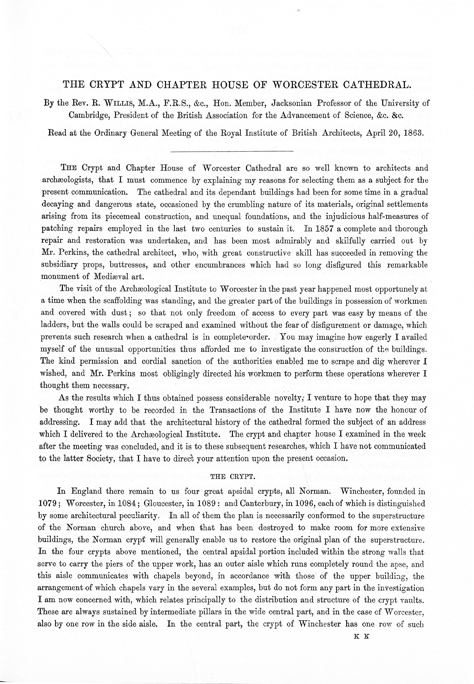 THE CRYPT AND CHAPTER HOUSE OF WORCESTER CATHEDRAL.
By the Rev. R. WILLIS, M.A., F.R.S., &c., Hon. Member, Jacksonian Professor of the University of
Cambridge, President of the British Association for the Advancement of Science, &c. &c.
Read at the Ordinary General Meeting of the Royal Institute of British Architects, April 20, 1863.
THE Crypt and Chapter House of Worcester Cathedral are so well known to architects and
archæologists, that I must commence by explaining my reasons for selecting them as a subject for the
present communication. The cathedral and its dependant buildings had been for some time in a gradual
decaying and dangerous state, occasioned by the crumbling nature of its materials, original settlements
arising from its piecemeal construction, and unequal foundations, and the injudicious half-measures of
patching repairs employed in the last two centuries to sustain it. In 1857 a complete and thorough
repair and restoration was undertaken, and has been most admirably and skilfully carried out by
Mr. Perkins, the cathedral architect, who, with great constructive skill has succeeded in removing the
subsidiary props, buttresses, and other encumbrances which had so long disfigured this remarkable
monument of Mediæval art.
The visit of the Archæological Institute to Worcester in the past year happened most opportunely at
a time when the scaffolding was standing, and the greater part of the buildings in possession of workmen
and covered with dust; so that not only freedom of access to every part was easy by means of the
ladders, but the walls could be scraped and examined without the fear of disfigurement or damage, which
prevents such research when a cathedral is in complete order. You may imagine how eagerly I availed
myself of the unusual opportunities thus afforded me to investigate the construction of the buildings.
The kind permission and cordial sanction of the authorities enabled me to scrape and dig wherever I
wished, and Mr. Perkins most obligingly directed his workmen to perform these operations wherever I
thought them necessary.
As the results which I thus obtained possess considerable novelty, I venture to hope that they may
be thought worthy to be recorded in the Transactions of the Institute I have now the honour of
addressing. I may add that the architectural history of the cathedral formed the subject of an address
which I delivered to the Archæological Institute. The crypt and chapter house I examined in the week
after the meeting was concluded, and it is to these subsequent researches, which I have not communicated
to the latter Society, that I have to direct your attention upon the present occasion.
THE CRYPT.
In England there remain to us four great apsidal crypts, all Norman. Winchester, founded in
1079; Worcester, in 1084; Gloucester, in 1089: and Canterbury, in 1096, each of which is distinguished
by some architectural peculiarity. In all of them the plan is necessarily conformed to the superstructure
of the Norman church above, and when that has been destroyed to make room for more extensive
buildings, the Norman crypt will generally enable us to restore the original plan of the superstructure.
In the four crypts above mentioned, the central apsidal portion included within the strong walls that
serve to carry the piers of the upper work, has an outer aisle which runs completely round the apse, and
this aisle communicates with chapels beyond, in accordance with those of the upper building, the
arrangement of which chapels vary in the several examples, but do not form any part in the investigation
I am now concerned with, which relates principally to the distribution and structure of the crypt vaults.
These are always sustained by intermediate pillars in the wide central part, and in the case of Worcester,
also by one row in the side aisle. In the central part, the crypt of Winchester has one row of such
K K